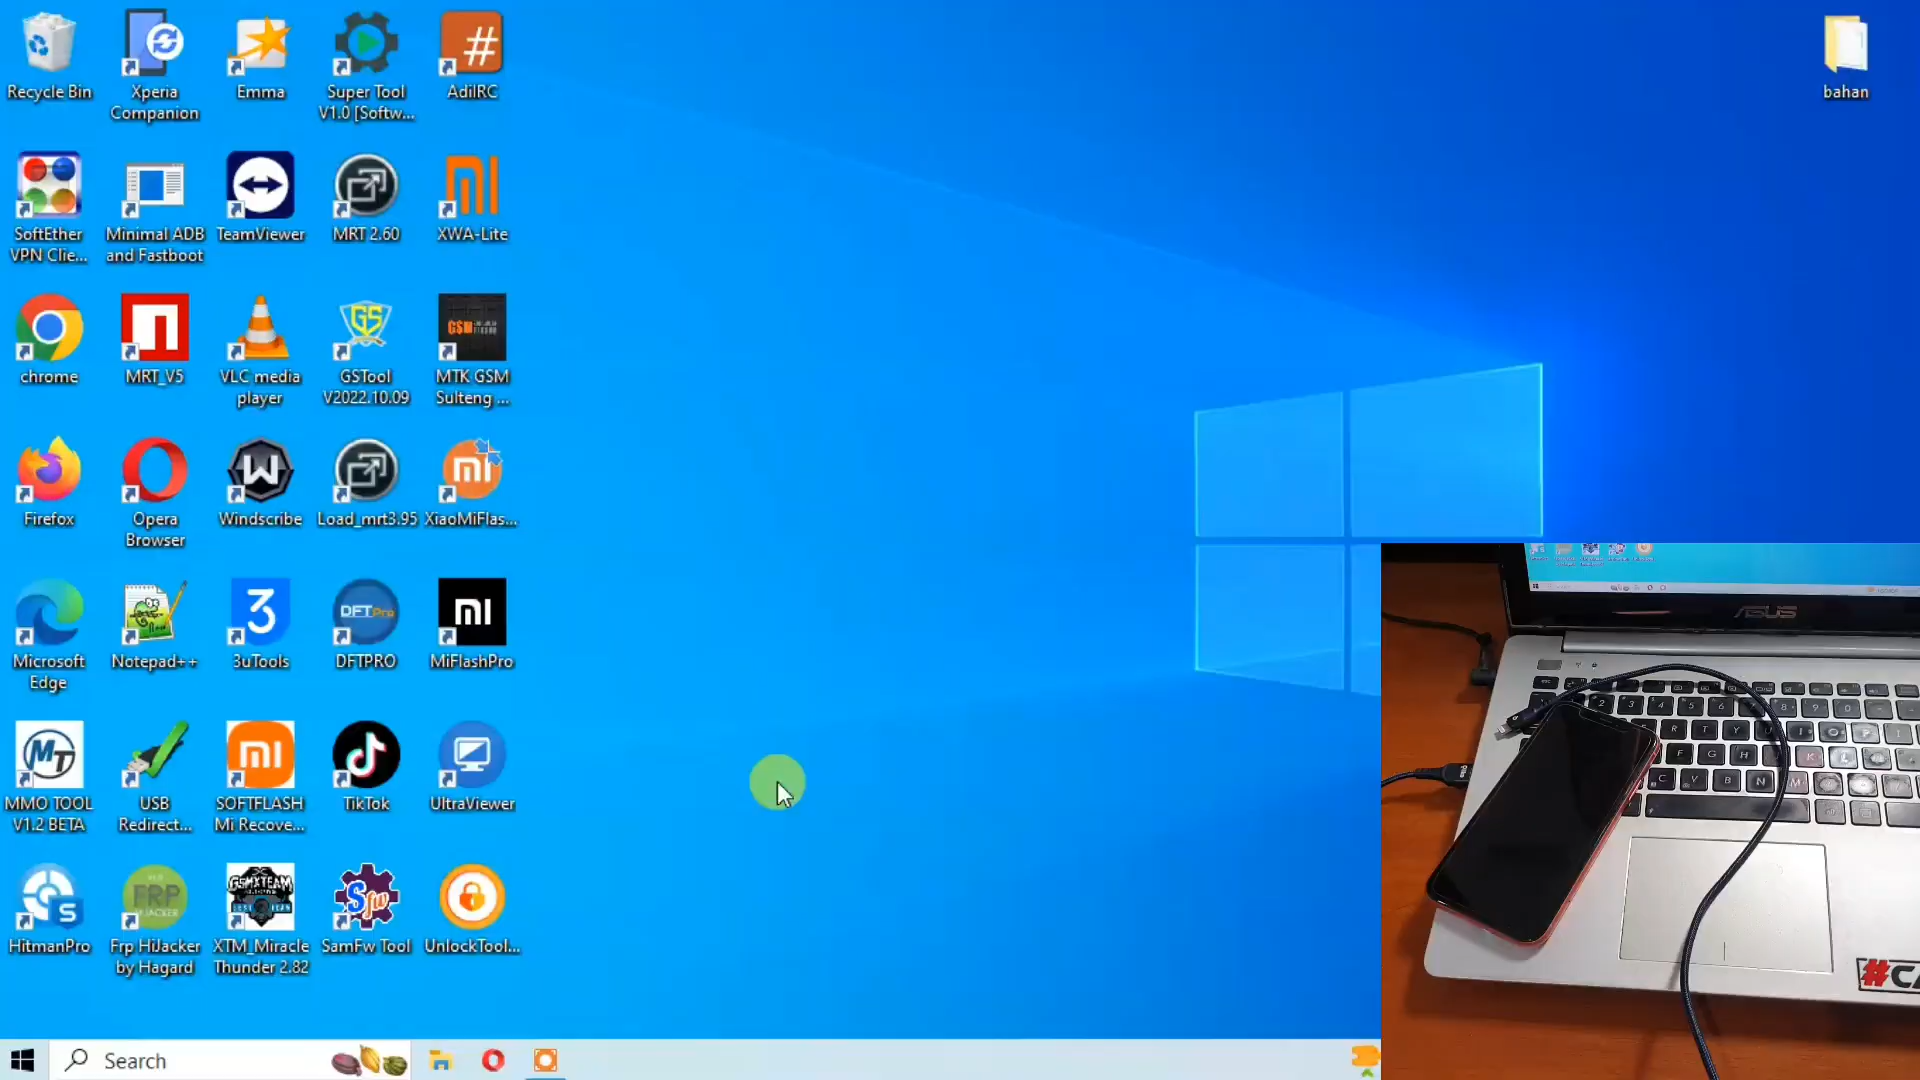 Recycle Bin
Xperia
Companion
Emma
Super Tool
V1.0 [Softw...
AdilRC
bahan
SoftEther
VPN Clie...
Minimal ADB
and Fastboot
TeamViewer
MRT 2.60
XWA-Lite
chrome
MRT_V5
VLC media
player
GSTool
V2022.10.09
MTK GSM
Sulteng ...
Firefox
Opera
Browser
Windscribe
Load_mrt3.95
XiaoMiFlas...
Microsoft
Edge
Notepad++
3uTools
DFTPRO
MiFlashPro
ASUS
MMO TOOL
V1.2 BETA
USB
Redirect...
SOFTFLASH
Mi Recove...
TikTok
UltraViewer
HitmanPro
Frp HiJacker
by Hagard
XTM_Miracle
Thunder 2.82
SamFw Tool
UnlockTool...
Search